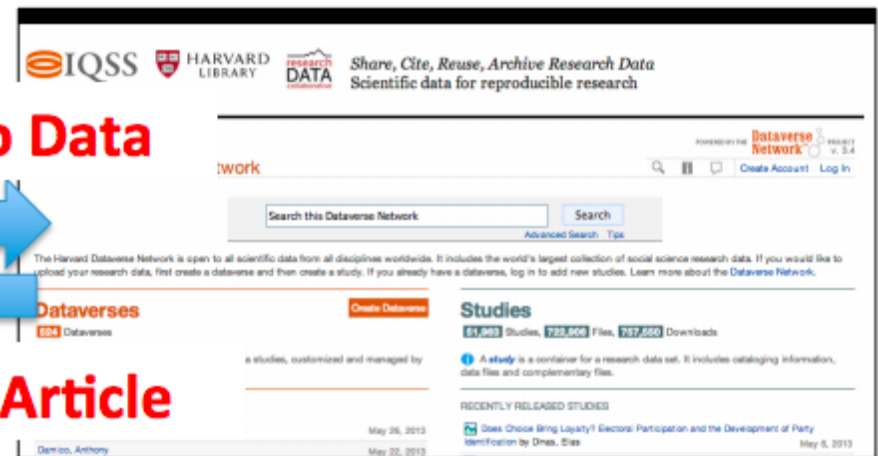 IQSS HARVARD LIBRARY research DATA collaborative
Share, Cite, Reuse, Archive Research Data
Scientific data for reproducible research
Data
POWERED BY THE Dataverse Network PROJECT
v. 3.4
twork
Create Account Log In
Search this Dataverse Network Search
Advanced Search Tips
The Harvard Dataverse Network is open to all scientific data from all disciplines worldwide. It includes the world's largest collection of social science research data. If you would like to
upload your research data, first create a dataverse and then create a study. If you already have a dataverse, log in to add new studies. Learn more about the Dataverse Network.
Dataverses Create Dataverse
624 Dataverses
Studies
51,963 Studies, 722,906 Files, 757,550 Downloads
a studies, customized and managed by
A study is a container for a research data set. It includes cataloging information,
data files and complementary files.
Article
RECENTLY RELEASED STUDIES
May 26, 2013
Does Choice Bring Loyalty? Electoral Participation and the Development of Party
Identification by Dinas, Elias May 6, 2013
Damico, Anthony May 22, 2013